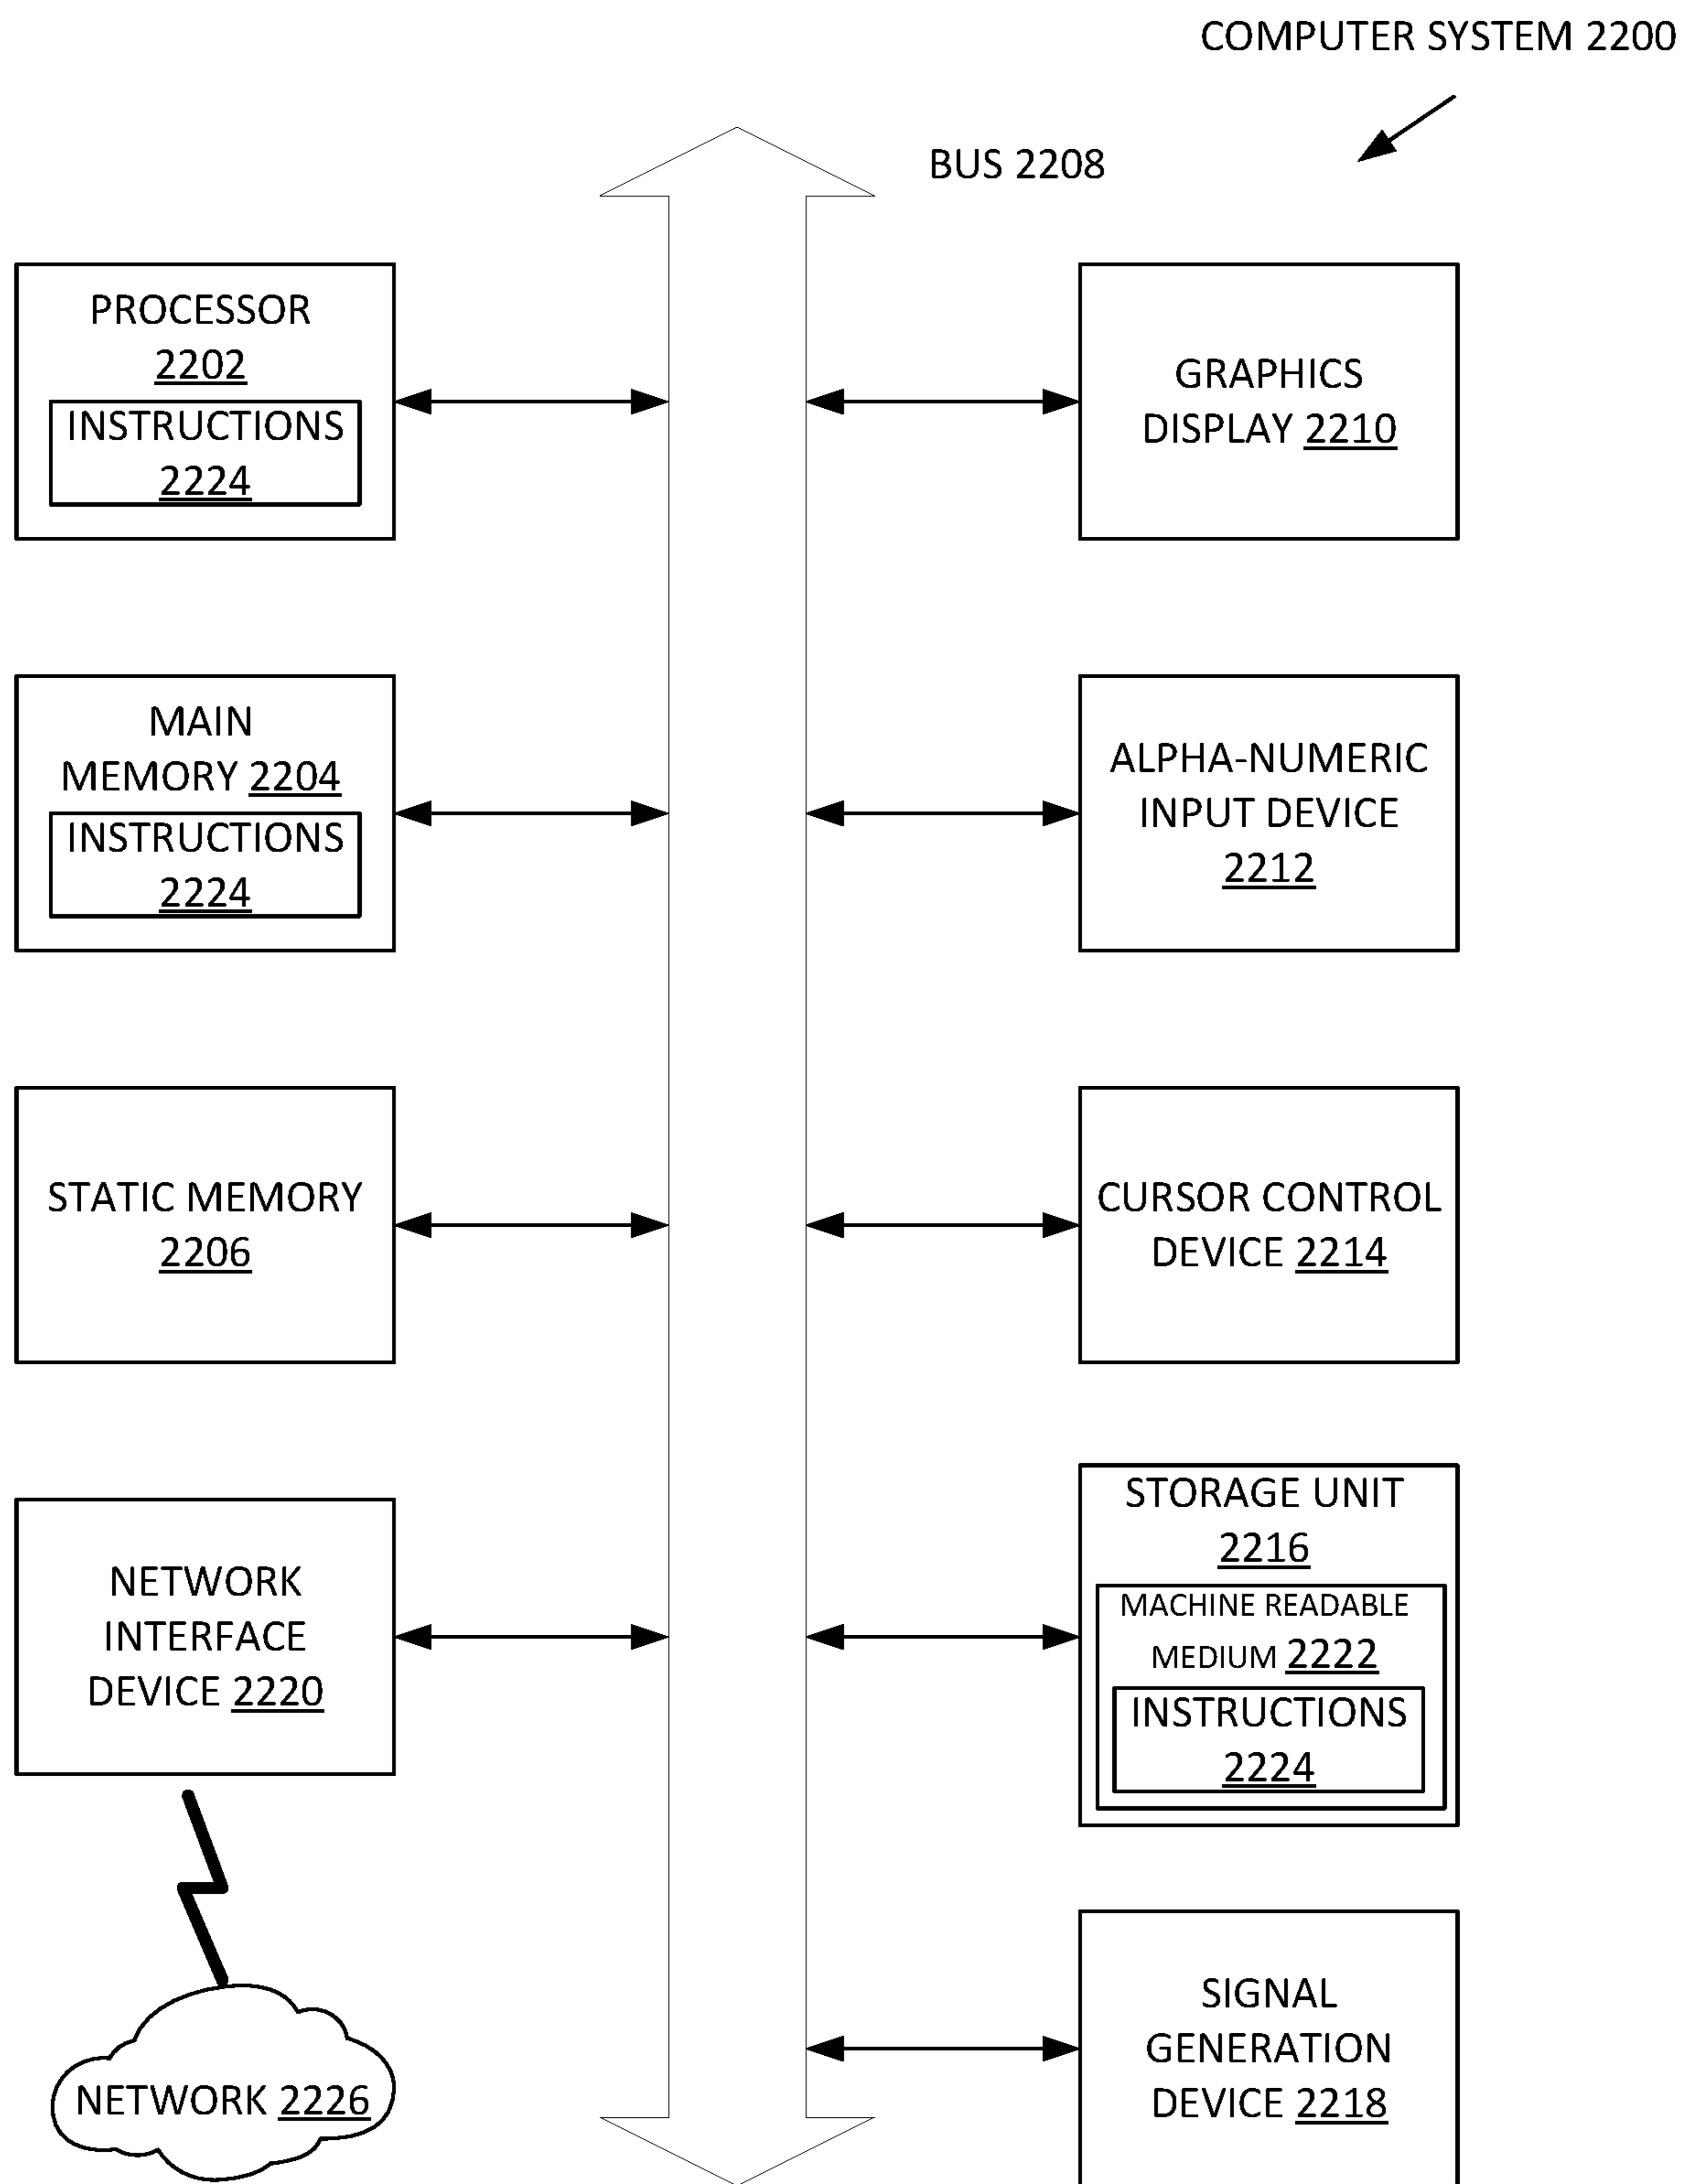 COMPUTER SYSTEM 2200
BUS 2208
PROCESSOR
2202
INSTRUCTIONS
2224
GRAPHICS
DISPLAY 2210
MAIN
MEMORY 2204
INSTRUCTIONS
2224
ALPHA-NUMERIC
INPUT DEVICE
2212
STATIC MEMORY
2206
CURSOR CONTROL
DEVICE 2214
NETWORK
INTERFACE
DEVICE 2220
STORAGE UNIT
2216
MACHINE READABLE
MEDIUM 2222
INSTRUCTIONS
2224
NETWORK 2226
SIGNAL
GENERATION
DEVICE 2218